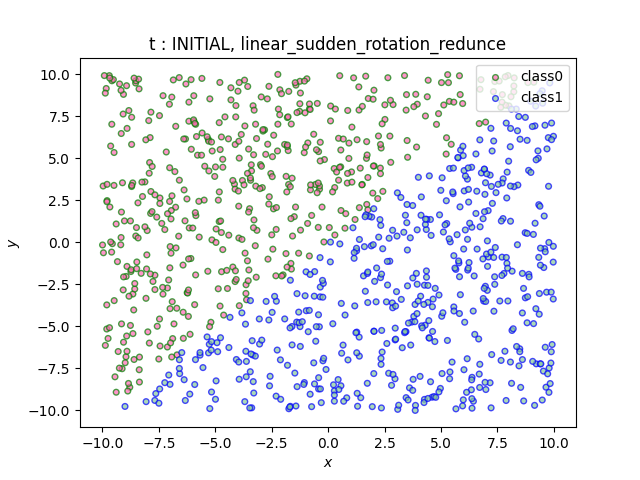 t : INITIAL, linear_sudden_rotation_redunce
class0
class1
10.0
7.5
5.0
2.5
0.0
−2.5
−5.0
−7.5
−10.0
y
−10.0 −7.5 −5.0 −2.5 0.0 2.5 5.0 7.5 10.0
x